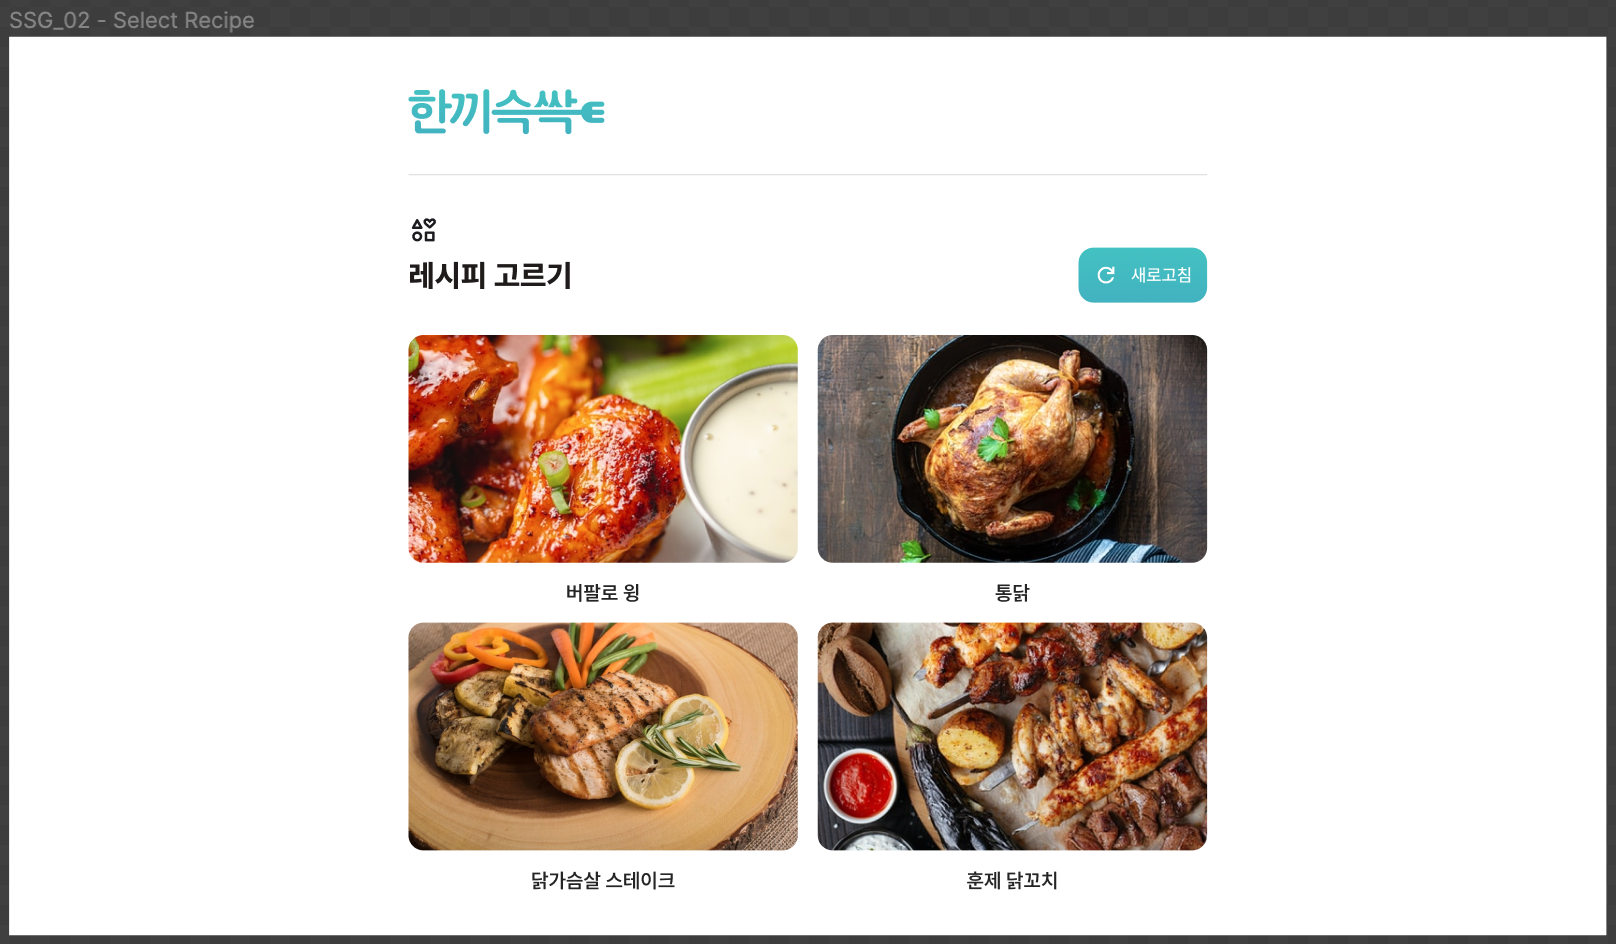 SSG_02 - Select Recipe
한끼슥싹
레시피 고르기
새로고침
버팔로 윙
통닭
닭가슴살 스테이크
훈제 닭꼬치